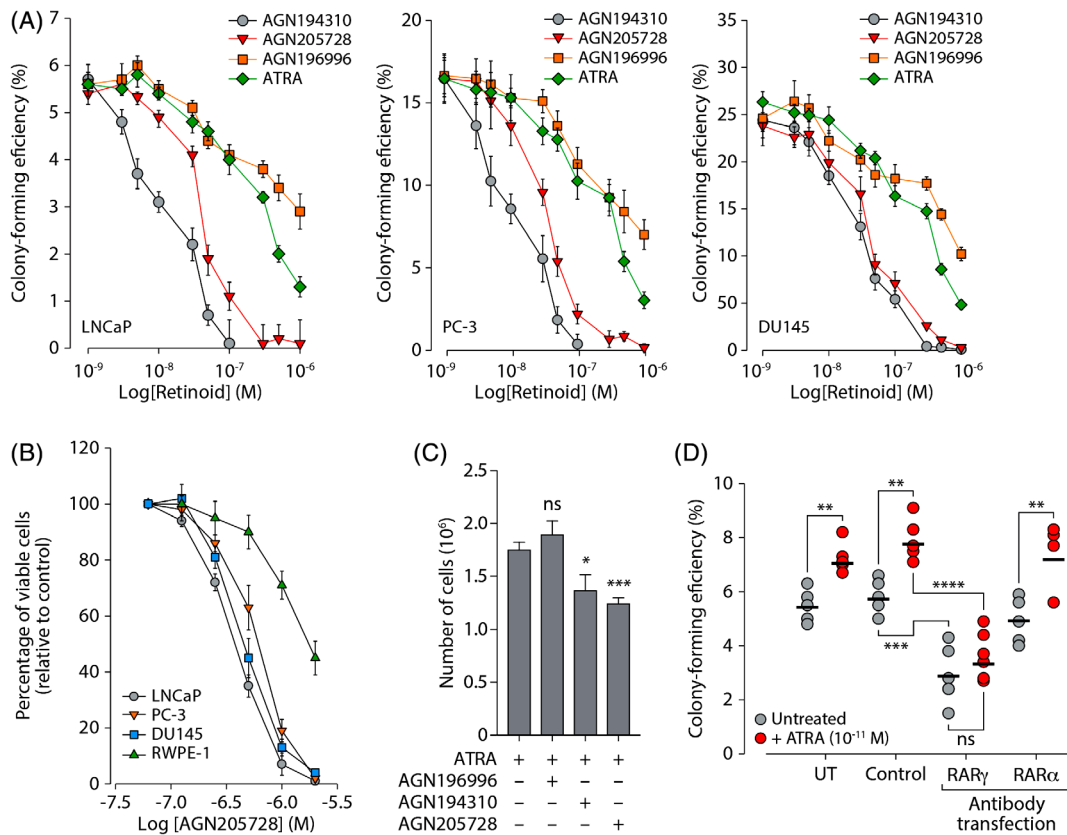 (A)
Colony-forming eficiency (%)
7
6
5
4
3
2
1
0
AGN194310
AGN205728
AGN196996
ATRA
LNCaP
10⁻⁹ 10⁻⁸ 10⁻⁷ 10⁻⁶
Log[Retinoid] (M)
Colony-forming eficiency (%)
20
15
10
5
0
AGN194310
AGN205728
AGN196996
ATRA
PC-3
10⁻⁹ 10⁻⁸ 10⁻⁷ 10⁻⁶
Log[Retinoid] (M)
Colony-forming eficiency (%)
35
30
25
20
15
10
50
0
AGN194310
AGN205728
AGN196996
ATRA
DU145
10⁻⁹ 10⁻⁸ 10⁻⁷ 10⁻⁶
Log[Retinoid] (M)
(B)
Percentage of viable cells
(relative to control)
120
100
80
60
40
20
0
LNCaP
PC-3
DU145
RWPE-1
-7.5 -7.0 -6.5 -6.0 -5.5
Log [AGN205728] (M)
(C)
Number of cells (10⁶)
2.5
2
1.5
1.0
0.5
0
ns
*
***
ATRA + + + +
AGN196996 – + – –
AGN194310 – – + –
AGN205728 – – – +
(D)
Colony-forming eficiency (%)
10
8
6
4
2
0
**
**
**
****
***
ns
Untreated
+ ATRA (10⁻¹¹ M)
UT Control RARγ RARα
Antibody
transfection